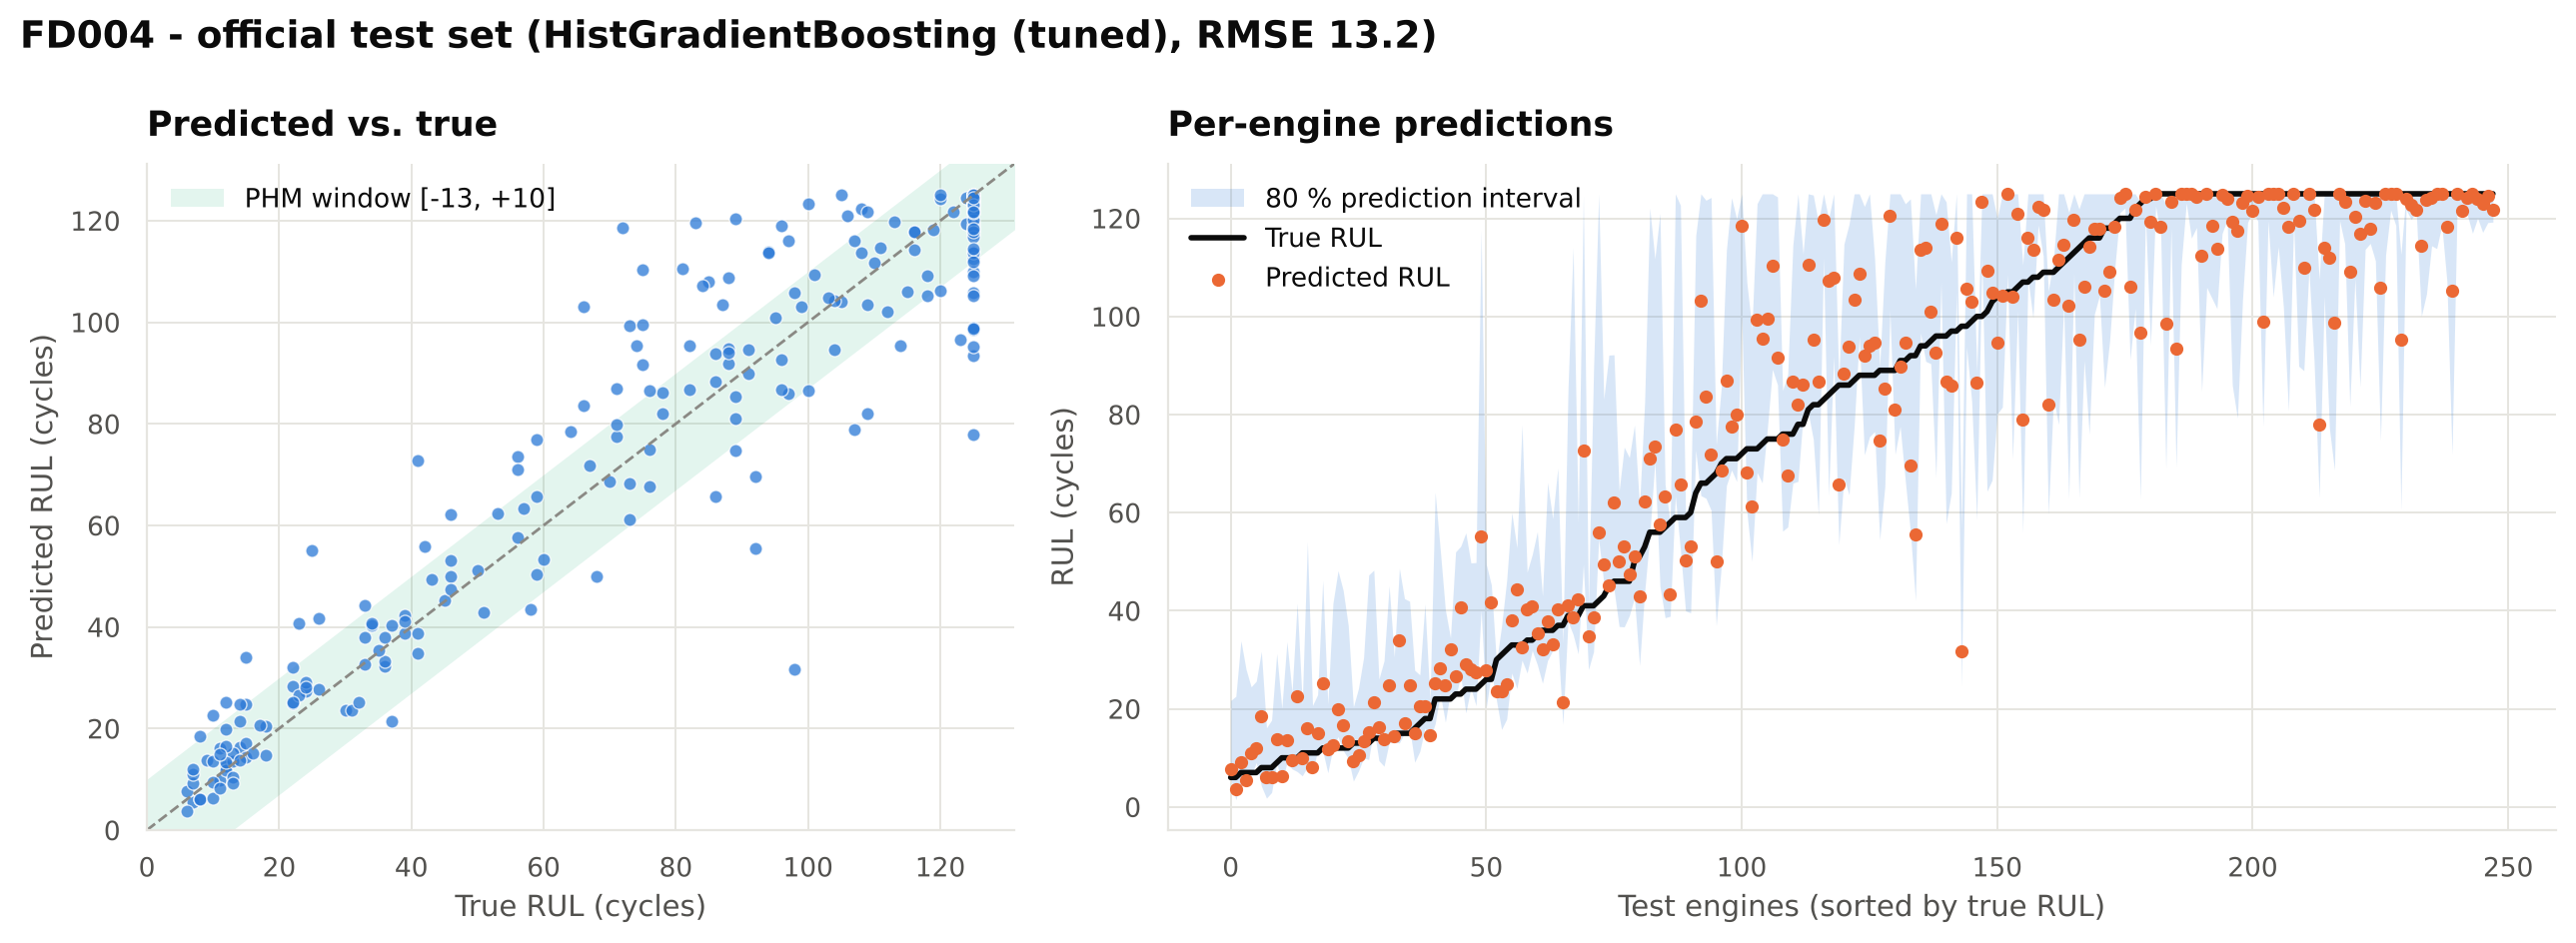 FD004 - official test set (HistGradientBoosting (tuned), RMSE 13.2)
Predicted vs. true
PHM window [-13, +10]
Predicted RUL (cycles)
120
100
80
60
40
20
0
0 20 40 60 80 100 120
True RUL (cycles)
Per-engine predictions
80 % prediction interval
True RUL
Predicted RUL
RUL (cycles)
120
100
80
60
40
20
0
0 50 100 150 200 250
Test engines (sorted by true RUL)